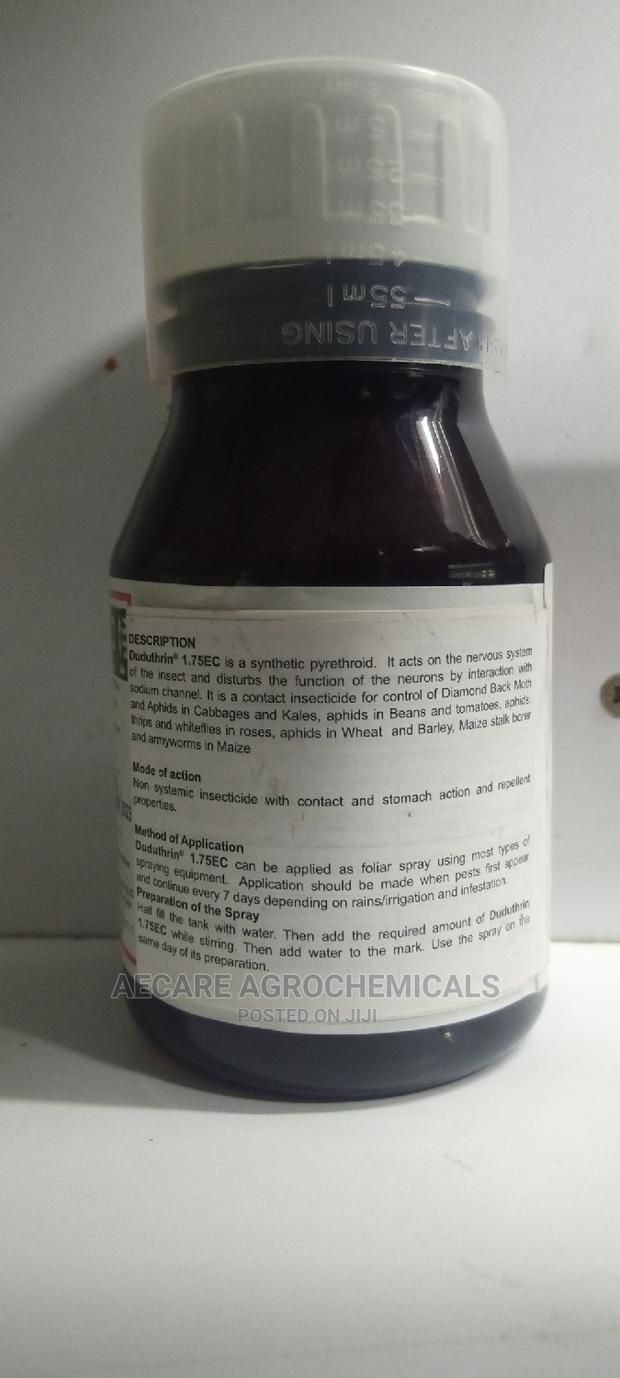 55ml
WASH AFTER USING
DESCRIPTION
Duduthrin® 1.75EC is a synthetic pyrethroid. It acts on the nervous system
of the insect and disturbs the function of the neurons by interaction with
sodium channel. It is a contact insecticide for control of Diamond Back Moth
and Aphids in Cabbages and Kales, aphids in Beans and tomatoes, aphids,
thrips and whiteflies in roses, aphids in Wheat and Barley, Maize stalk borer
and armyworms in Maize
Mode of action
Non systemic insecticide with contact and stomach action and repellent
properties.
Method of Application
Duduthrin® 1.75EC can be applied as foliar spray using most types of
spraying equipment. Application should be made when pests first appear
and continue every 7 days depending on rains/irrigation and infestation.
Preparation of the Spray
Half fill the tank with water. Then add the required amount of Duduthrin
1.75EC while stirring. Then add water to the mark. Use the spray on the
same day of its preparation.
AECARE AGROCHEMICALS
POSTED ON JIJI